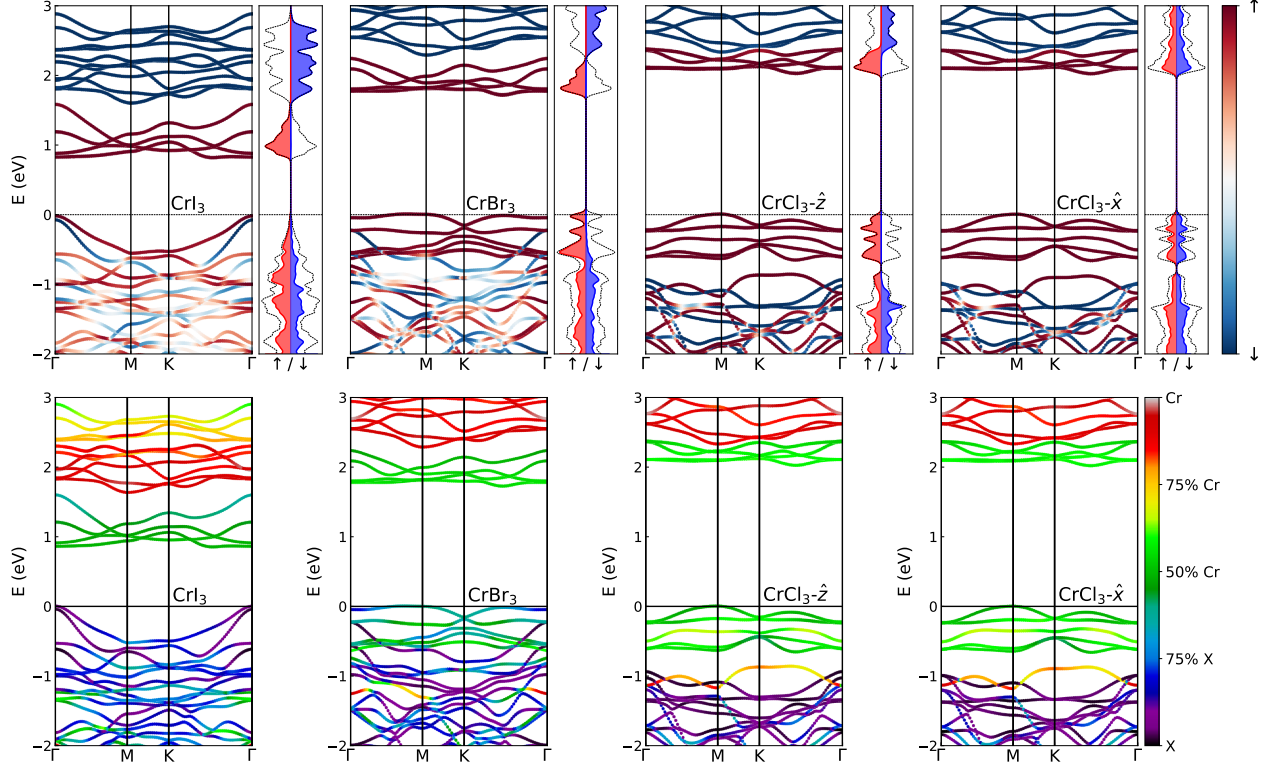 3
2
1
0
−1
−2
E (eV)
CrI₃
Γ M K Γ
↑ / ↓
CrBr₃
Γ M K Γ
↑ / ↓
CrCl₃-ẑ
Γ M K Γ
↑ / ↓
CrCl₃-x̂
Γ M K Γ
↑ / ↓
↑
↓
3
2
1
0
−1
−2
E (eV)
CrI₃
Γ M K Γ
3
2
1
0
−1
−2
E (eV)
CrBr₃
Γ M K Γ
3
2
1
0
−1
−2
E (eV)
CrCl₃-ẑ
Γ M K Γ
3
2
1
0
−1
−2
E (eV)
CrCl₃-x̂
Γ M K Γ
Cr
75% Cr
50% Cr
75% X
X